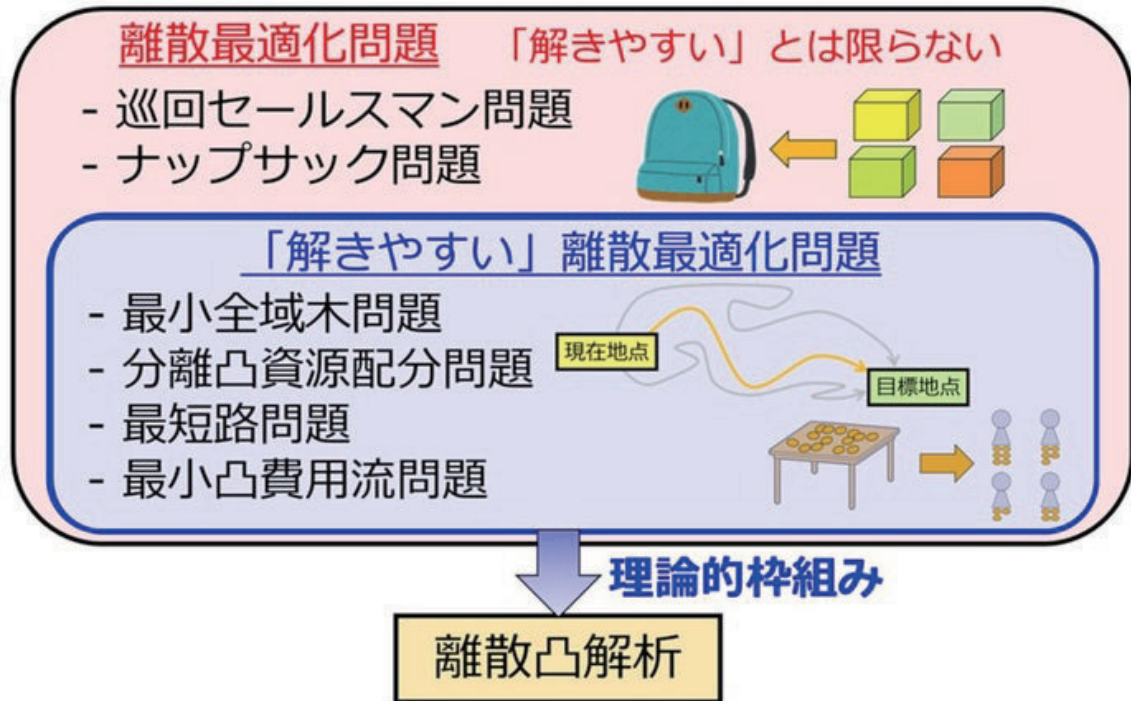 離散最適化問題 「解きやすい」とは限らない
- 巡回セールスマン問題
- ナップサック問題
「解きやすい」離散最適化問題
- 最小全域木問題
- 分離凸資源配分問題
- 最短路問題
- 最小凸費用流問題
現在地点
目標地点
理論的枠組み
離散凸解析